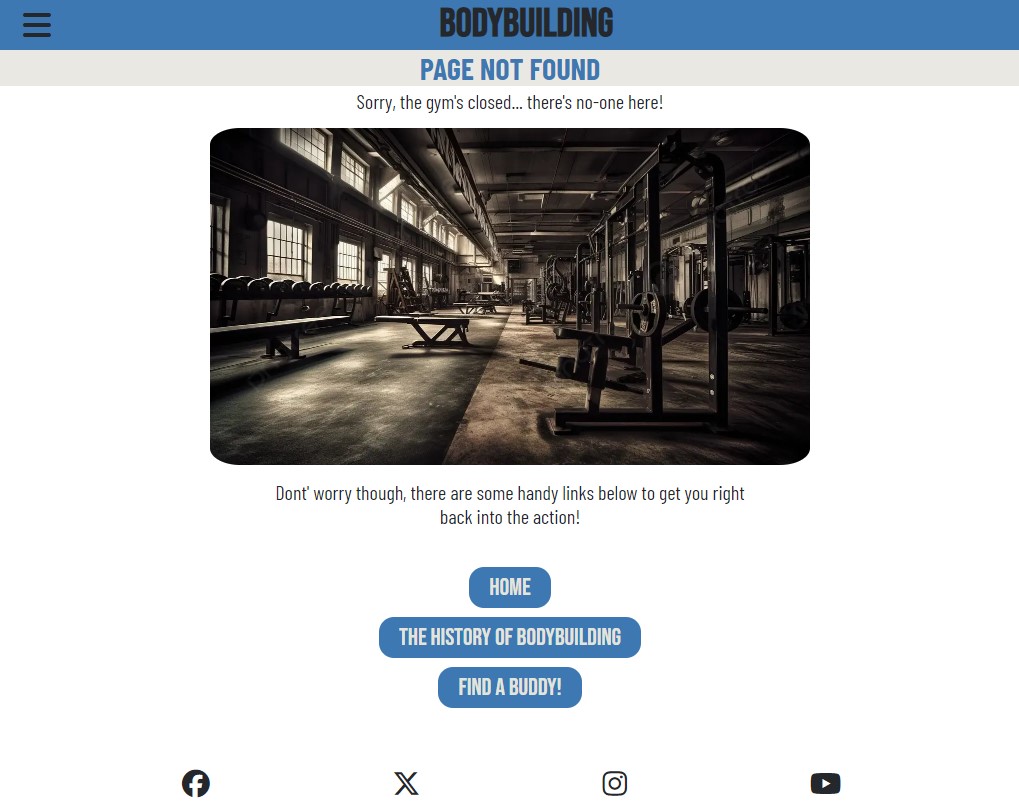 BODYBUILDING
PAGE NOT FOUND
Sorry, the gym's closed... there's no-one here!
Dont' worry though, there are some handy links below to get you right
back into the action!
HOME
THE HISTORY OF BODYBUILDING
FIND A BUDDY!